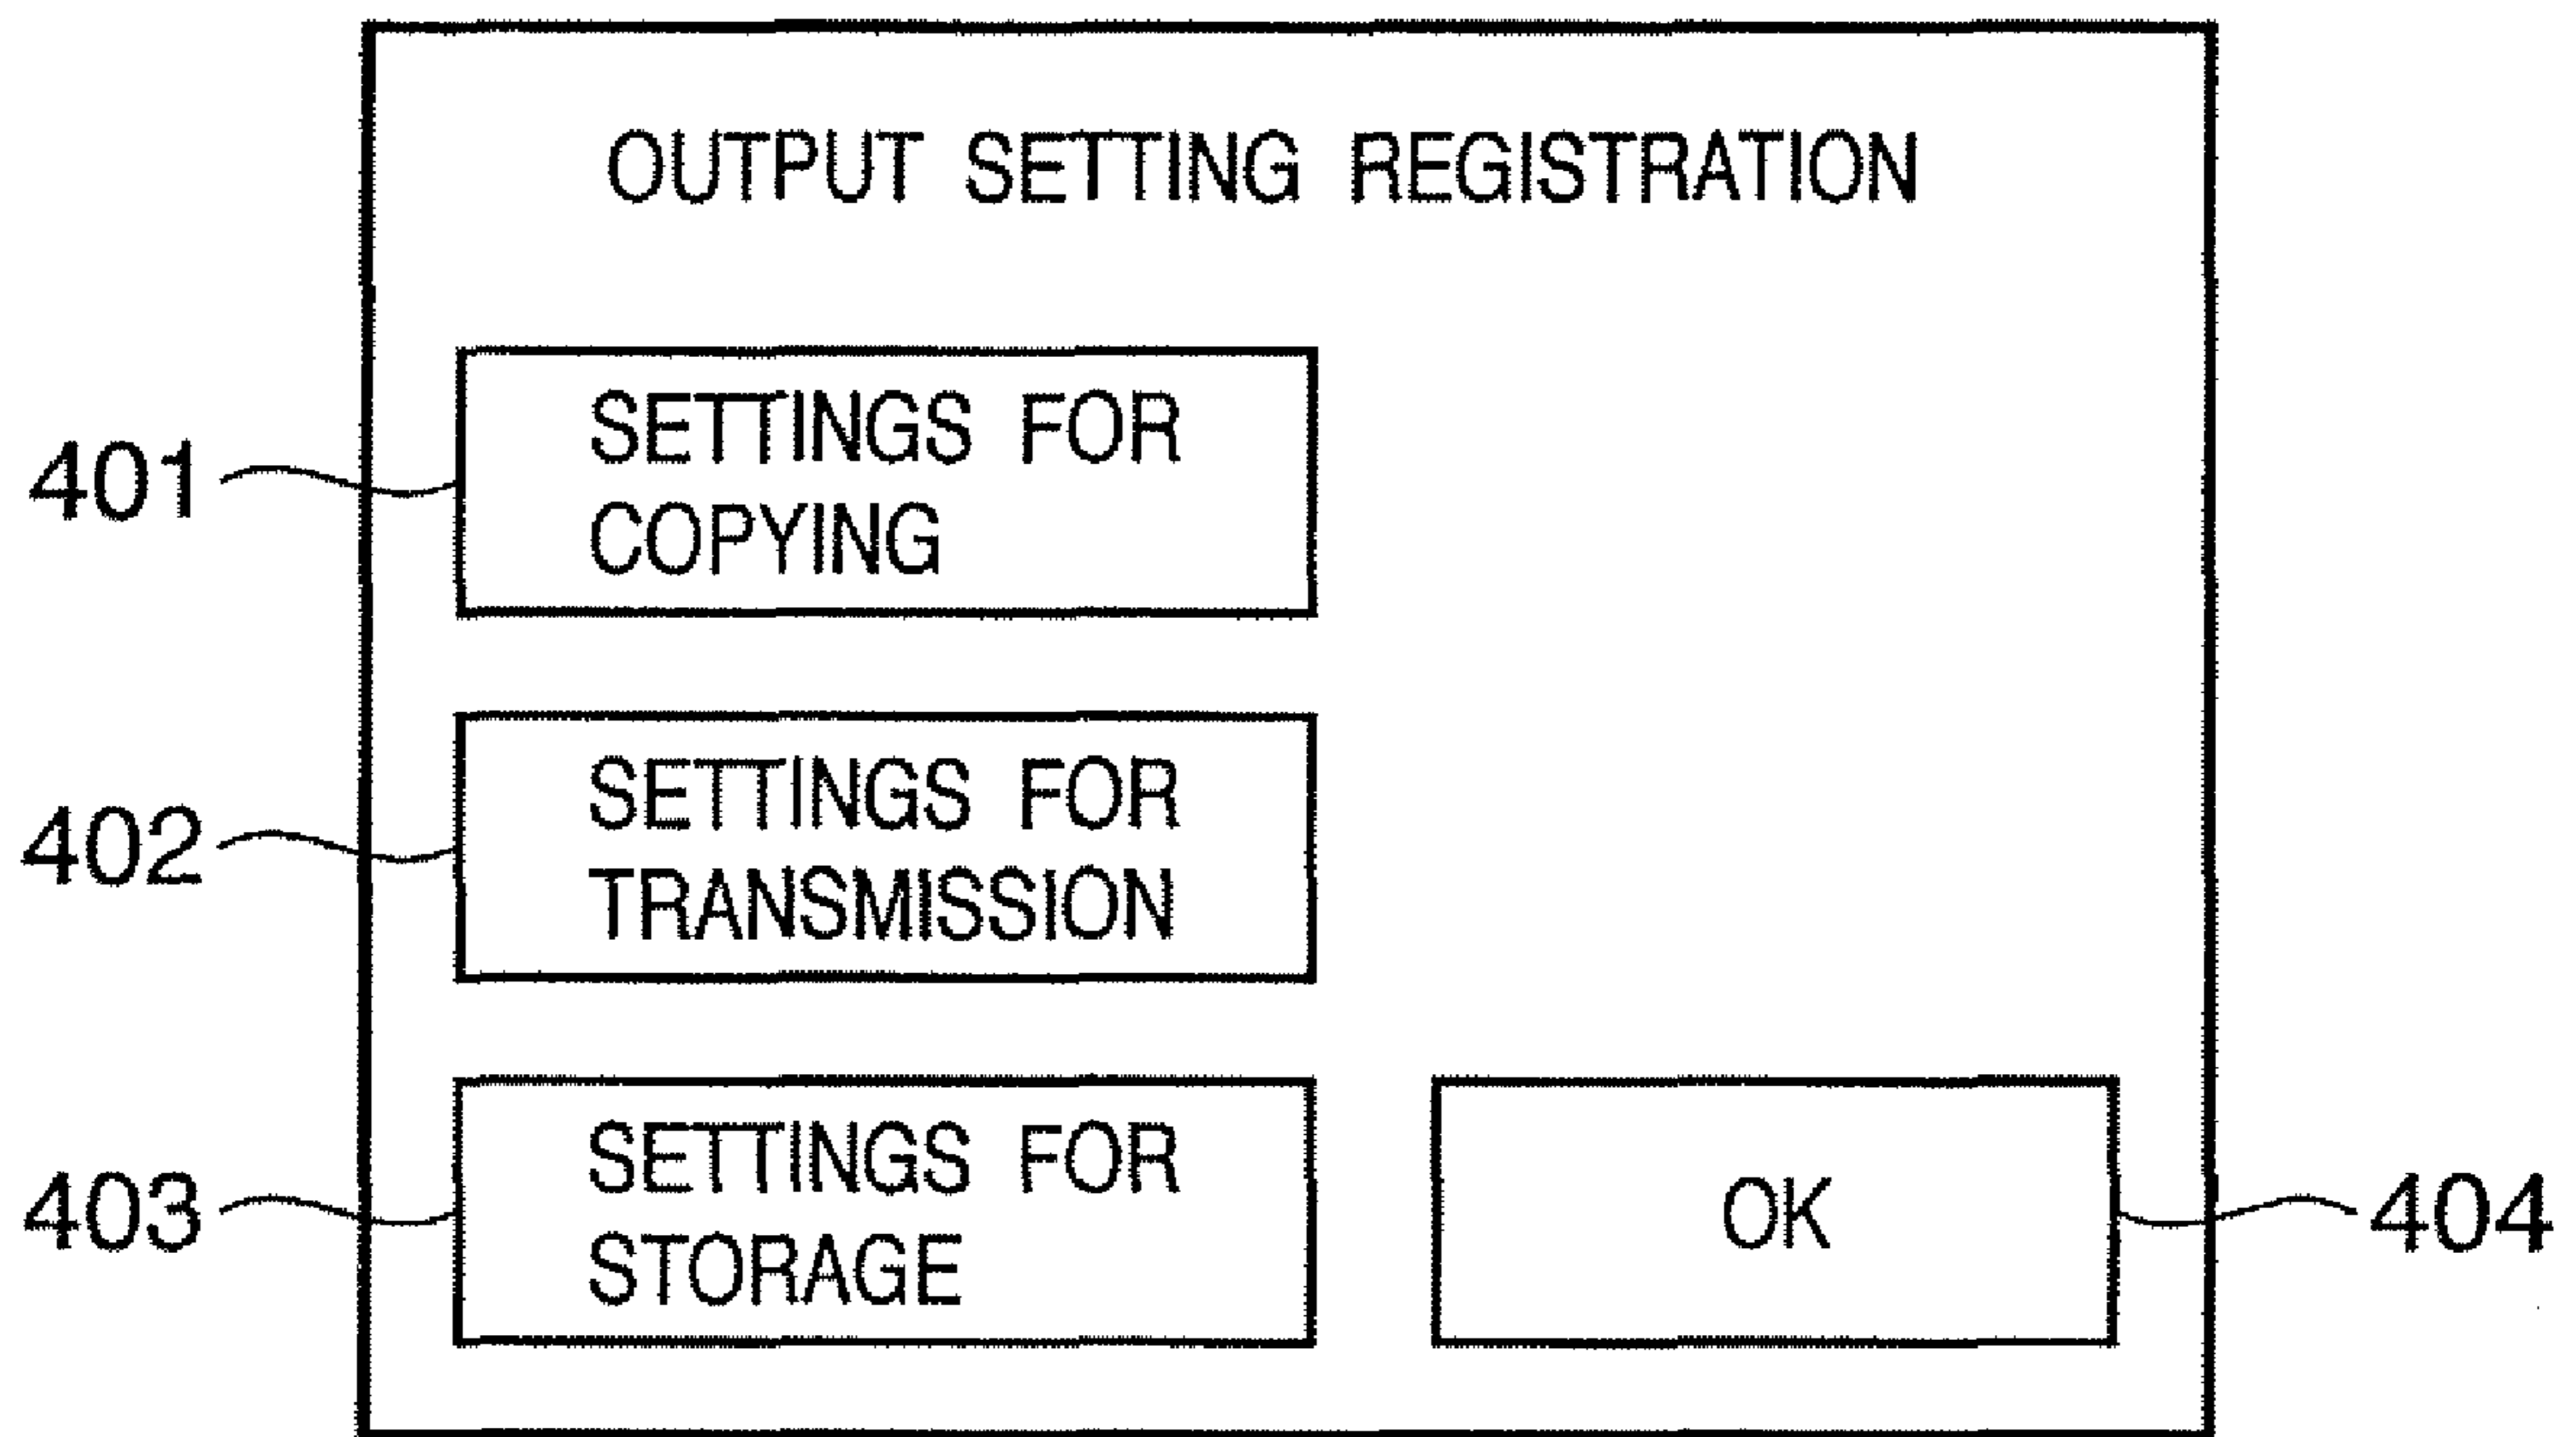 OUTPUT SETTING REGISTRATION
401
SETTINGS FOR
COPYING
402
SETTINGS FOR
TRANSMISSION
403
SETTINGS FOR
STORAGE
OK
404